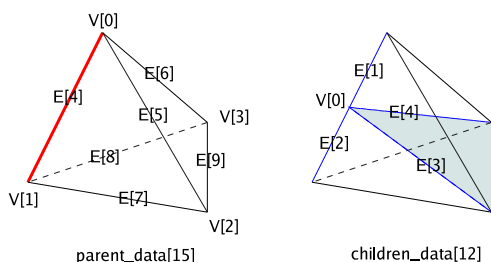 V[0]
E[6]
E[4]
E[5]
V[3]
E[8]
E[9]
V[1]
E[7]
V[2]
parent_data[15]
E[1]
V[0]
E[4]
E[2]
E[3]
children_data[12]